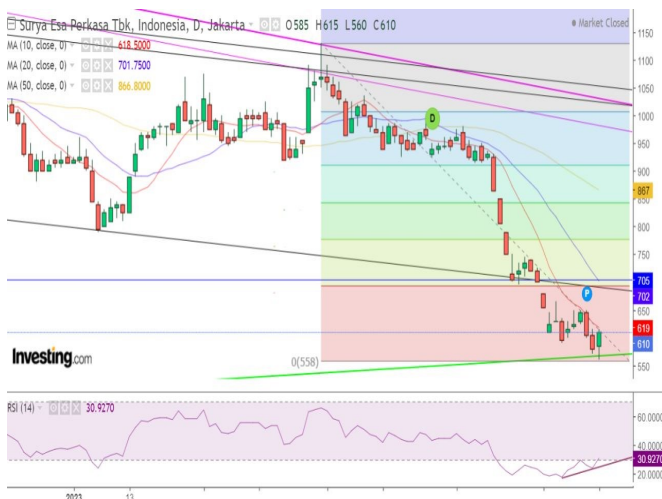 Surya Esa Perkasa Tbk, Indonesia, D, Jakarta O585 H615 L560 C610
Market Closed
MA (10, close, 0) 618.5000
MA (20, close, 0) 701.7500
MA (50, close, 0) 866.8000
1150
1100
1050
1000
950
900
867
850
800
750
705
702
650
619
610
550
D
P
Investing.com
0(558)
RSI (14) 30.9270
60.0000
30.9270
20.0000
2023
13